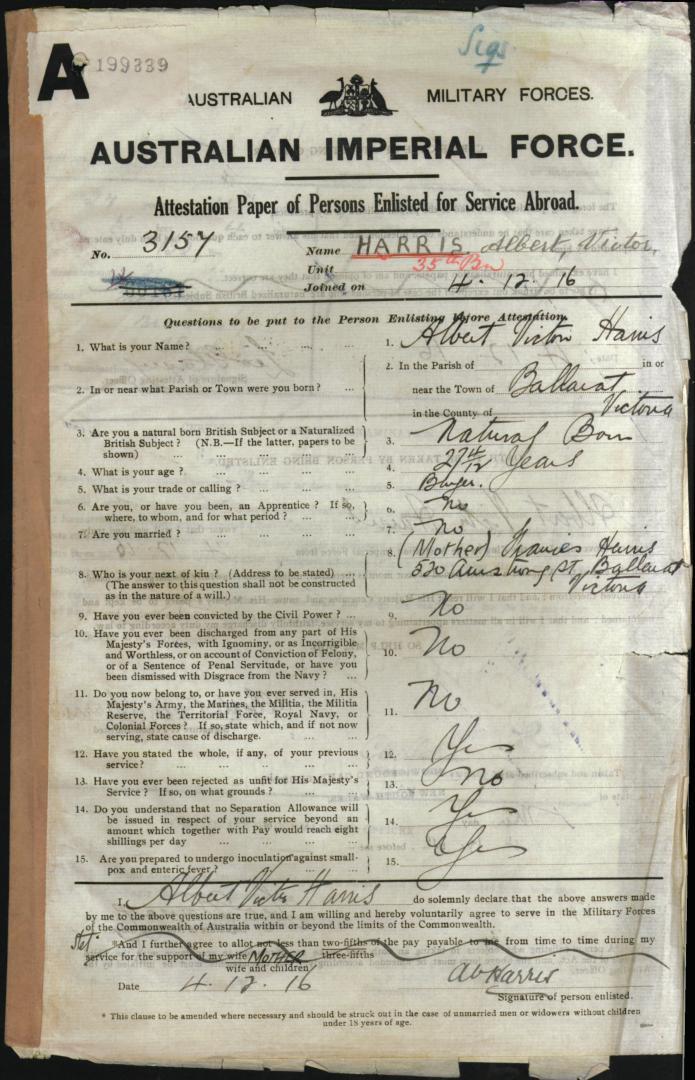 A
199339
Sigs
AUSTRALIAN MILITARY FORCES.
AUSTRALIAN IMPERIAL FORCE.
Attestation Paper of Persons Enlisted for Service Abroad.
No. 3157 Name HARRIS, Albert, Victor,
Unit 35th Bn
Joined on 4. 12. 16
Questions to be put to the Person Enlisting before Attestation.
1. What is your Name? 1. Albert Victor Harris
2. In or near what Parish or Town were you born? 2. In the Parish of in or
near the Town of Ballarat
in the County of Victoria
3. Are you a natural born British Subject or a Naturalized
British Subject? (N.B.—If the latter, papers to be
shown) 3. Natural Born
4. What is your age? 4. 27 4/12 Years
5. What is your trade or calling? 5. Buyer.
6. Are you, or have you been, an Apprentice? If so,
where, to whom, and for what period? 6. No
7. Are you married? 7. No
8. Who is your next of kin? (Address to be stated)
(The answer to this question shall not be constructed
as in the nature of a will.) 8. (Mother) Frances Harris
520 Armstrong St, Ballarat
Victoria
9. Have you ever been convicted by the Civil Power? 9. No
10. Have you ever been discharged from any part of His
Majesty's Forces, with Ignominy, or as Incorrigible
and Worthless, or on account of Conviction of Felony,
or of a Sentence of Penal Servitude, or have you
been dismissed with Disgrace from the Navy? 10. No
11. Do you now belong to, or have you ever served in, His
Majesty's Army, the Marines, the Militia, the Militia
Reserve, the Territorial Force, Royal Navy, or
Colonial Forces? If so, state which, and if not now
serving, state cause of discharge. 11. No
12. Have you stated the whole, if any, of your previous
service? 12. Yes
13. Have you ever been rejected as unfit for His Majesty's
Service? If so, on what grounds? 13. No
14. Do you understand that no Separation Allowance will
be issued in respect of your service beyond an
amount which together with Pay would reach eight
shillings per day 14. Yes
15. Are you prepared to undergo inoculation against small-
pox and enteric fever? 15. Yes
I, Albert Victor Harris do solemnly declare that the above answers made
by me to the above questions are true, and I am willing and hereby voluntarily agree to serve in the Military Forces
of the Commonwealth of Australia within or beyond the limits of the Commonwealth.
Stet *And I further agree to allot not less than two-fifths of the pay payable to me from time to time during my
service for the support of my wife MOTHER three-fifths
wife and children
Date 4. 12. 16 AVHarris
Signature of person enlisted.
* This clause to be amended where necessary and should be struck out in the case of unmarried men or widowers without children
under 18 years of age.